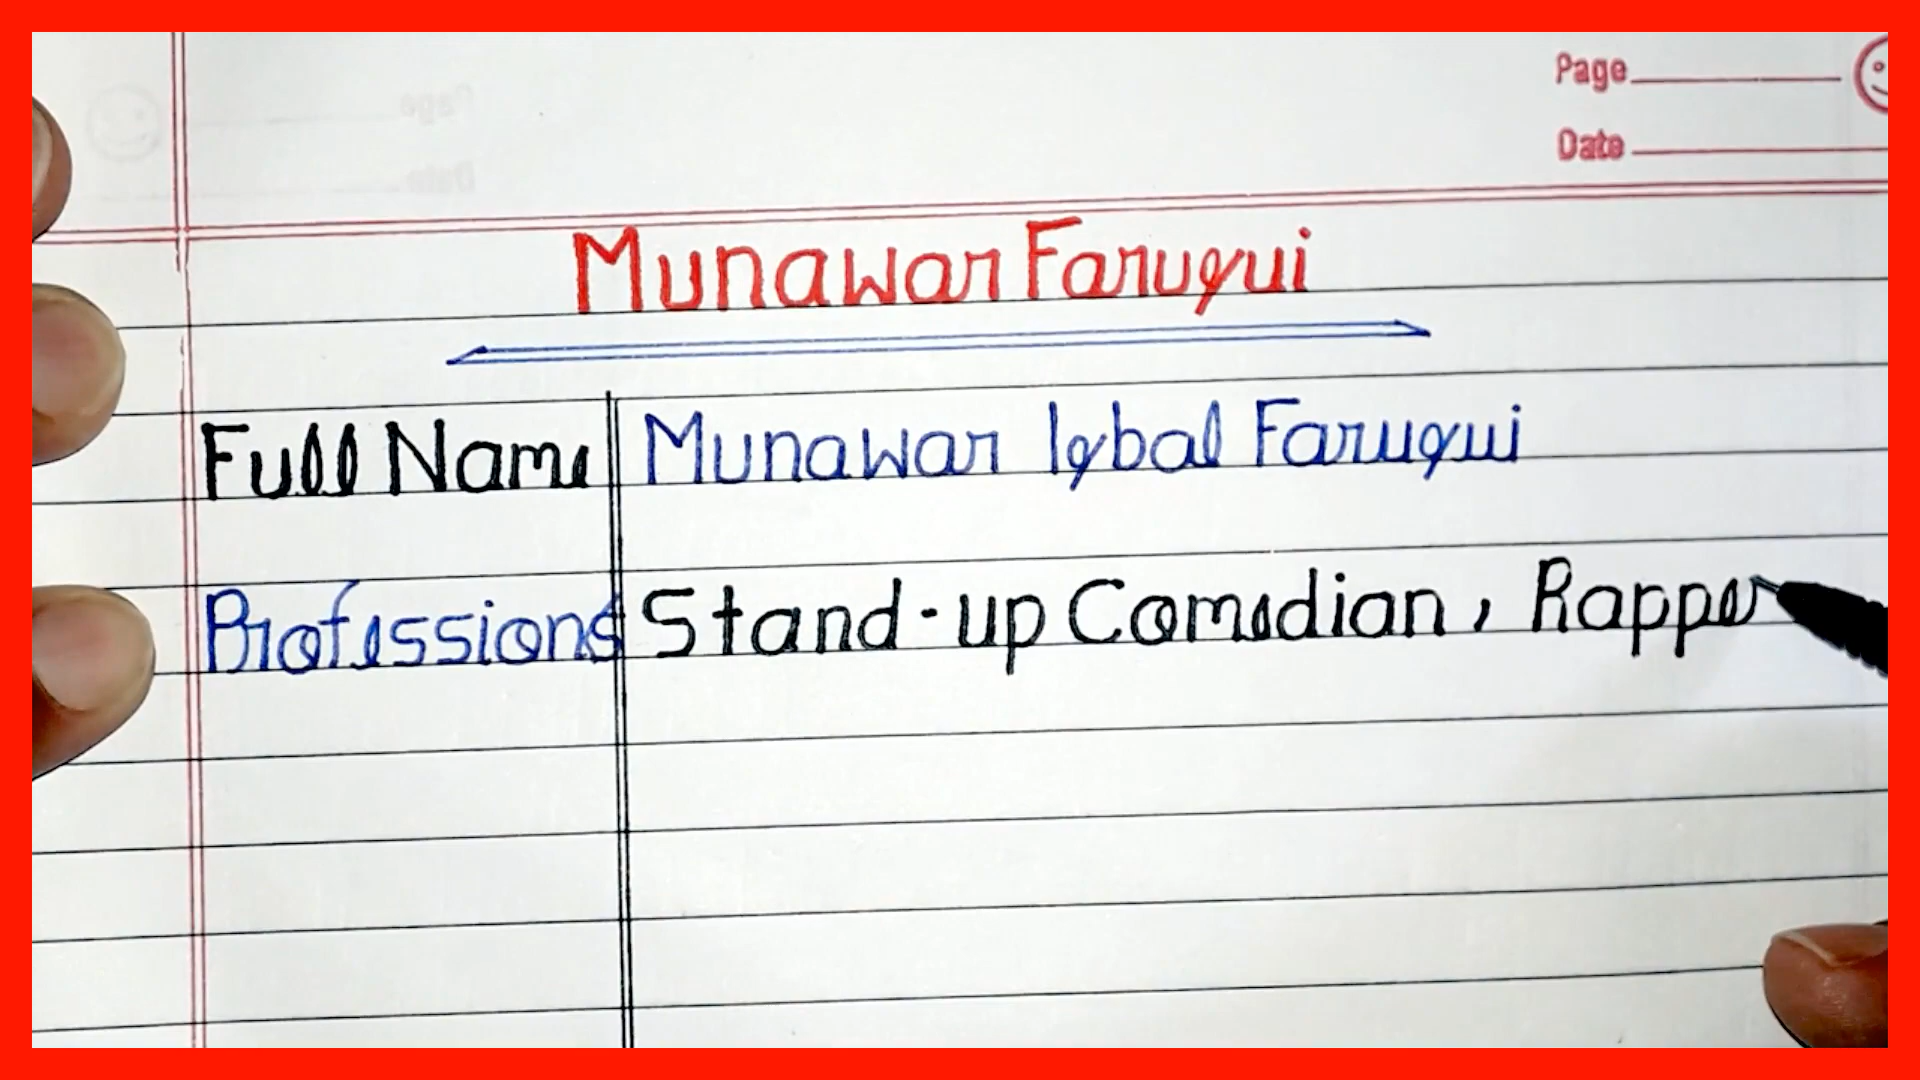 Page
Date
Munawar Faruqui
Full Name Munawar Iqbal Faruqui
Professions Stand-up Comedian, Rapper